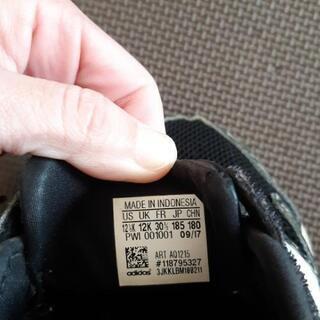 MADE IN INDONESIA
US UK FR JP CHN
12½K 12K 30½ 185 180
PWI 001001 09/17
ART AQ1215
#118795327
adidas 3JKKLBM180211